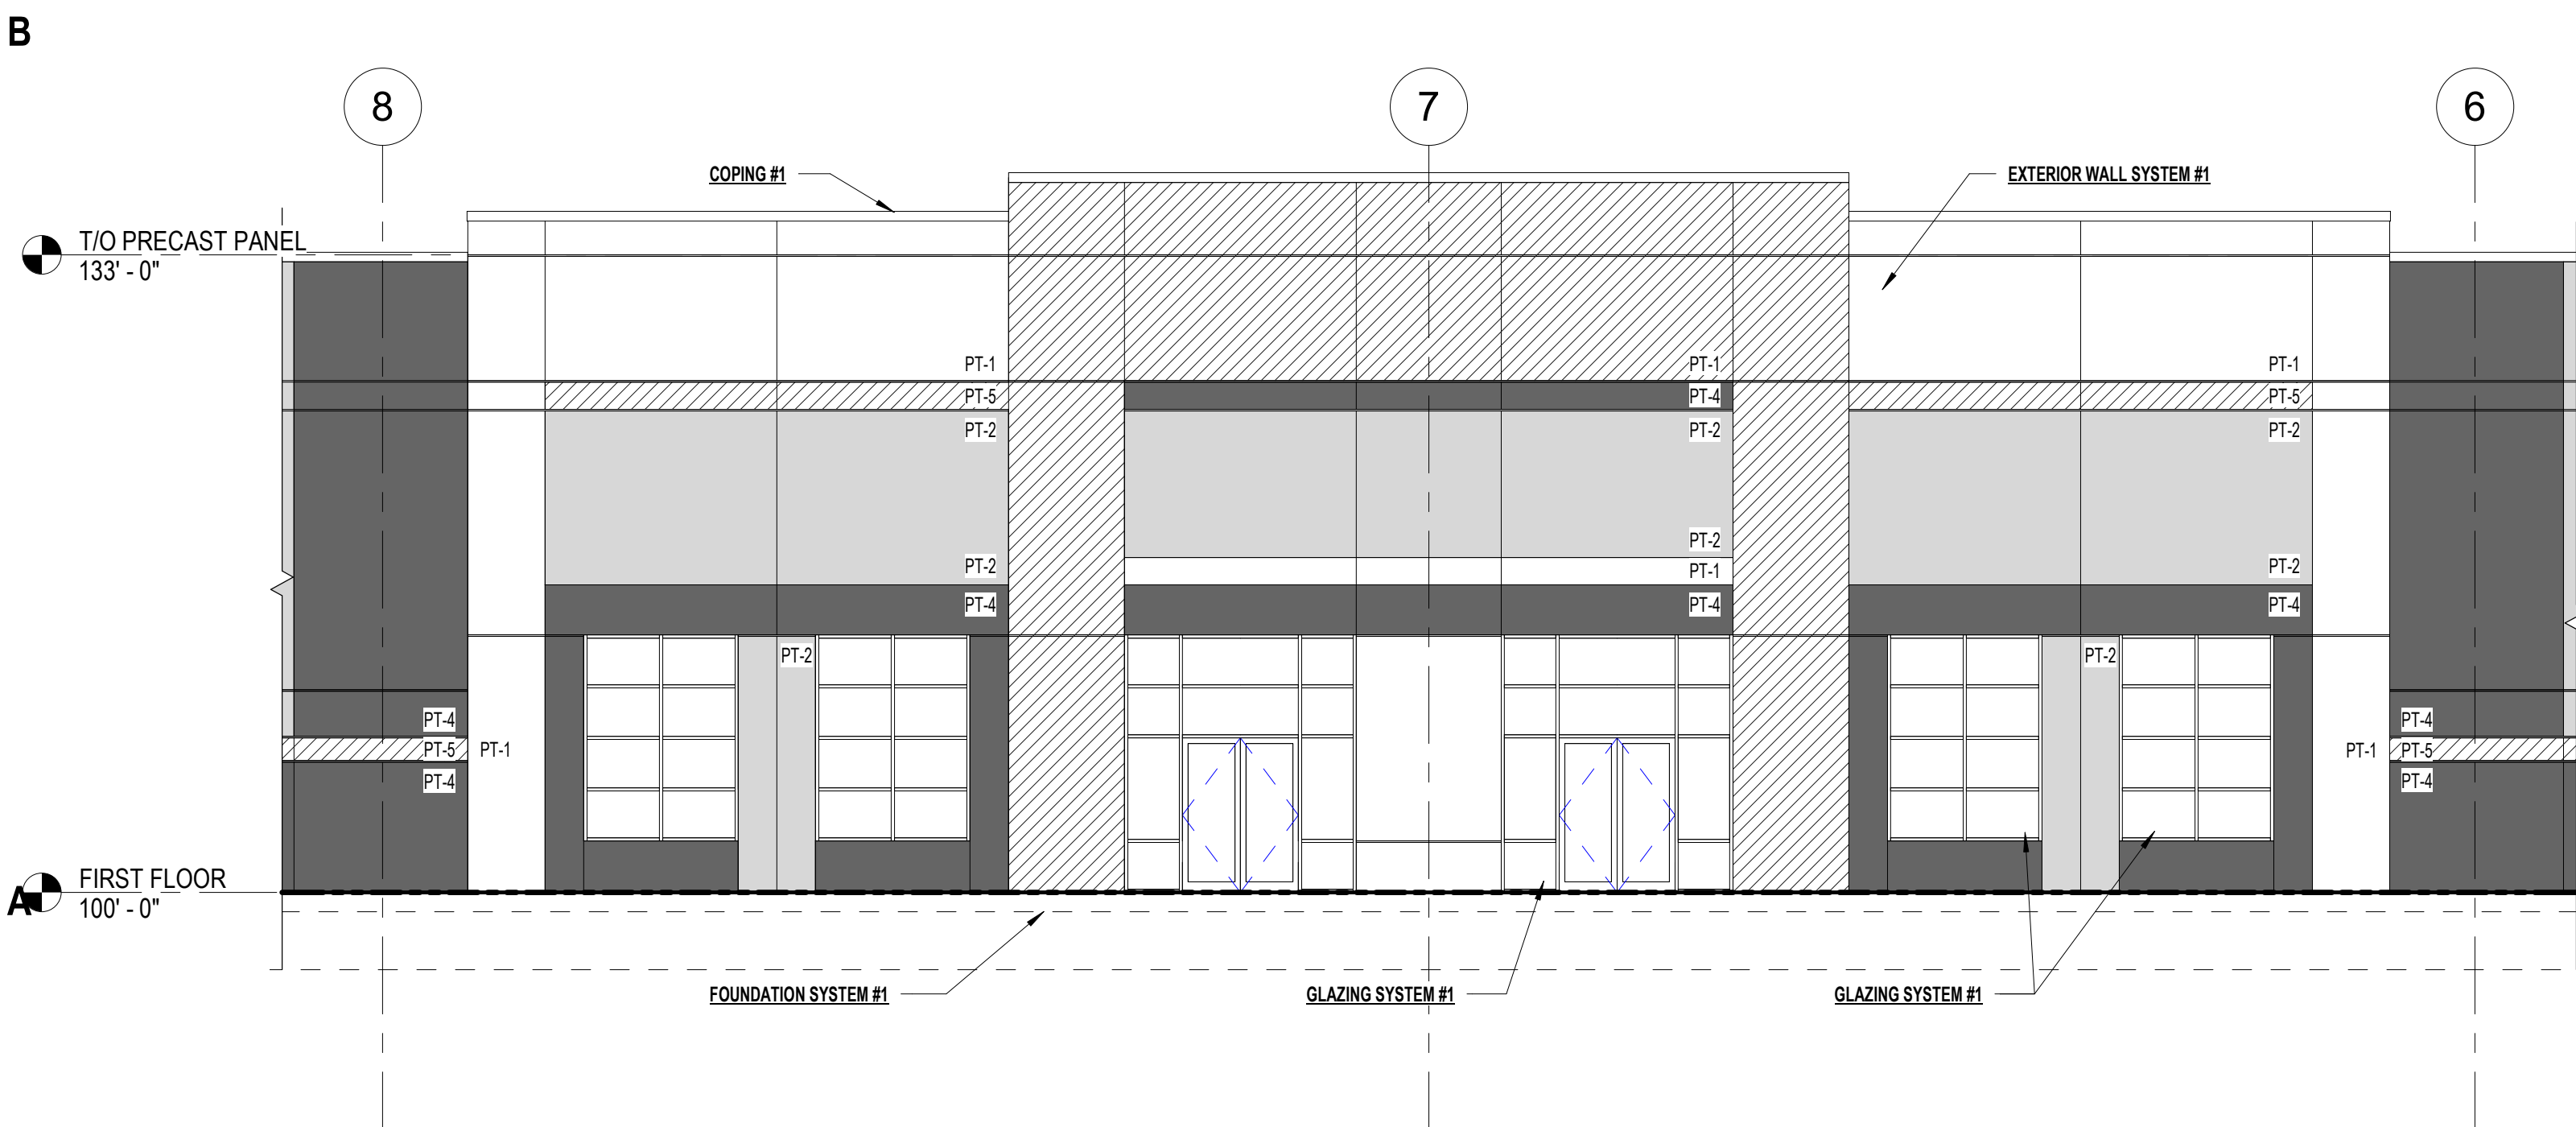 B
8
7
6
COPING #1
EXTERIOR WALL SYSTEM #1
T/O PRECAST PANEL
133' - 0"
PT-1
PT-1
PT-1
PT-5
PT-4
PT-5
PT-2
PT-2
PT-2
PT-2
PT-2
PT-2
PT-1
PT-4
PT-4
PT-4
PT-2
PT-2
PT-4
PT-4
PT-5
PT-1
PT-1
PT-5
PT-4
PT-4
FIRST FLOOR
A
100' - 0"
FOUNDATION SYSTEM #1
GLAZING SYSTEM #1
GLAZING SYSTEM #1